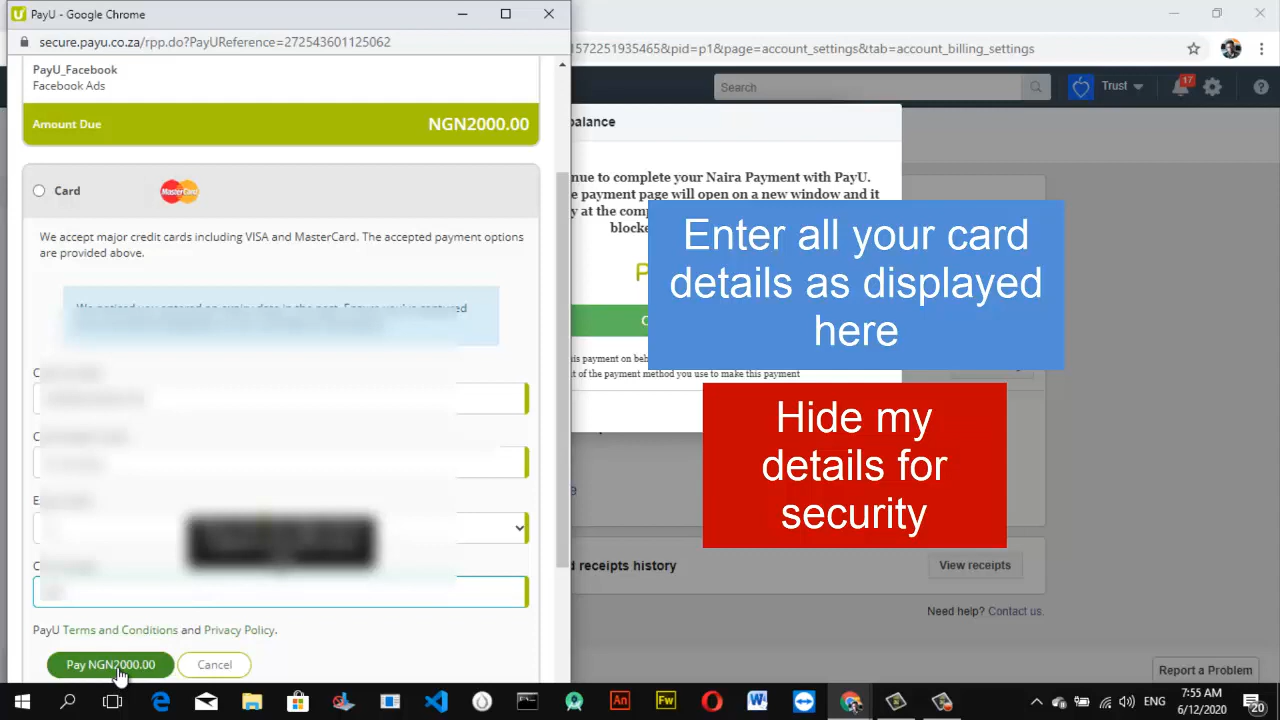 PayU - Google Chrome
secure.payu.co.za/rpp.do?PayUReference=272543601125062
1572251935465&pid=p1&page=account_settings&tab=account_billing_settings
PayU_Facebook
Facebook Ads
Amount Due
NGN2000.00
Search
Trust
17
balance
Card
MasterCard
We accept major credit cards including VISA and MasterCard. The accepted payment options
are provided above.
nue to complete your Naira Payment with PayU.
e payment page will open on a new window and it
y at the
blocke
Enter all your card
details as displayed
here
his payment on beh
t of the payment method you use to make this payment
Hide my
details for
security
d receipts history
View receipts
Need help? Contact us.
PayU Terms and Conditions and Privacy Policy.
Pay NGN2000.00
Cancel
Report a Problem
An
Fw
ENG
7:55 AM
6/12/2020
20